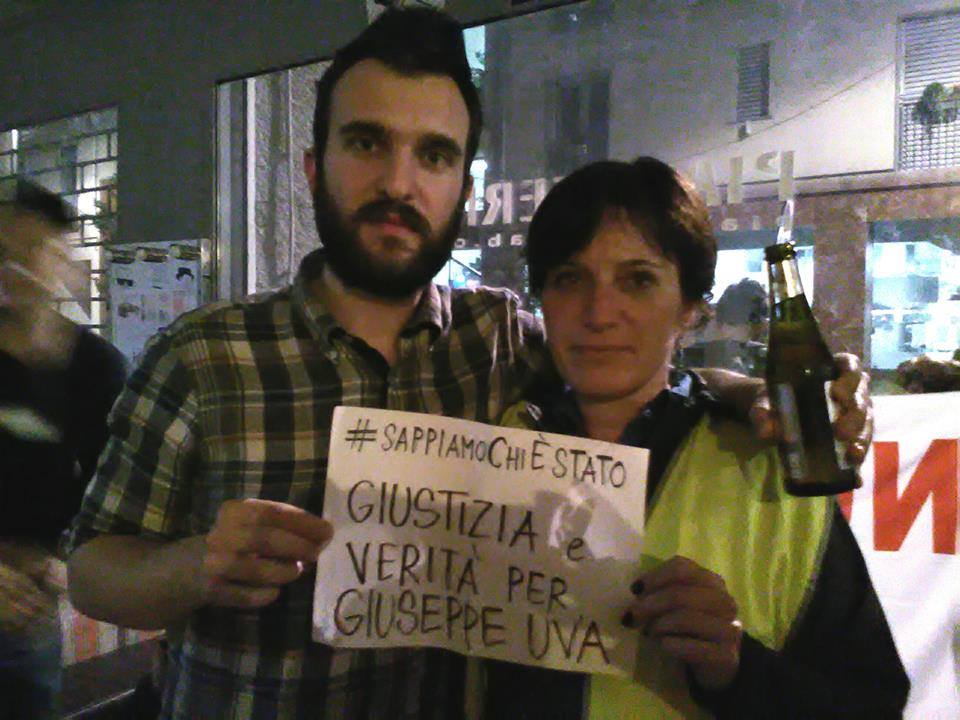 #SAPPIAMOCHIÈSTATO
GIUSTIZIA e
VERITÀ PER
GIUSEPPE UVA